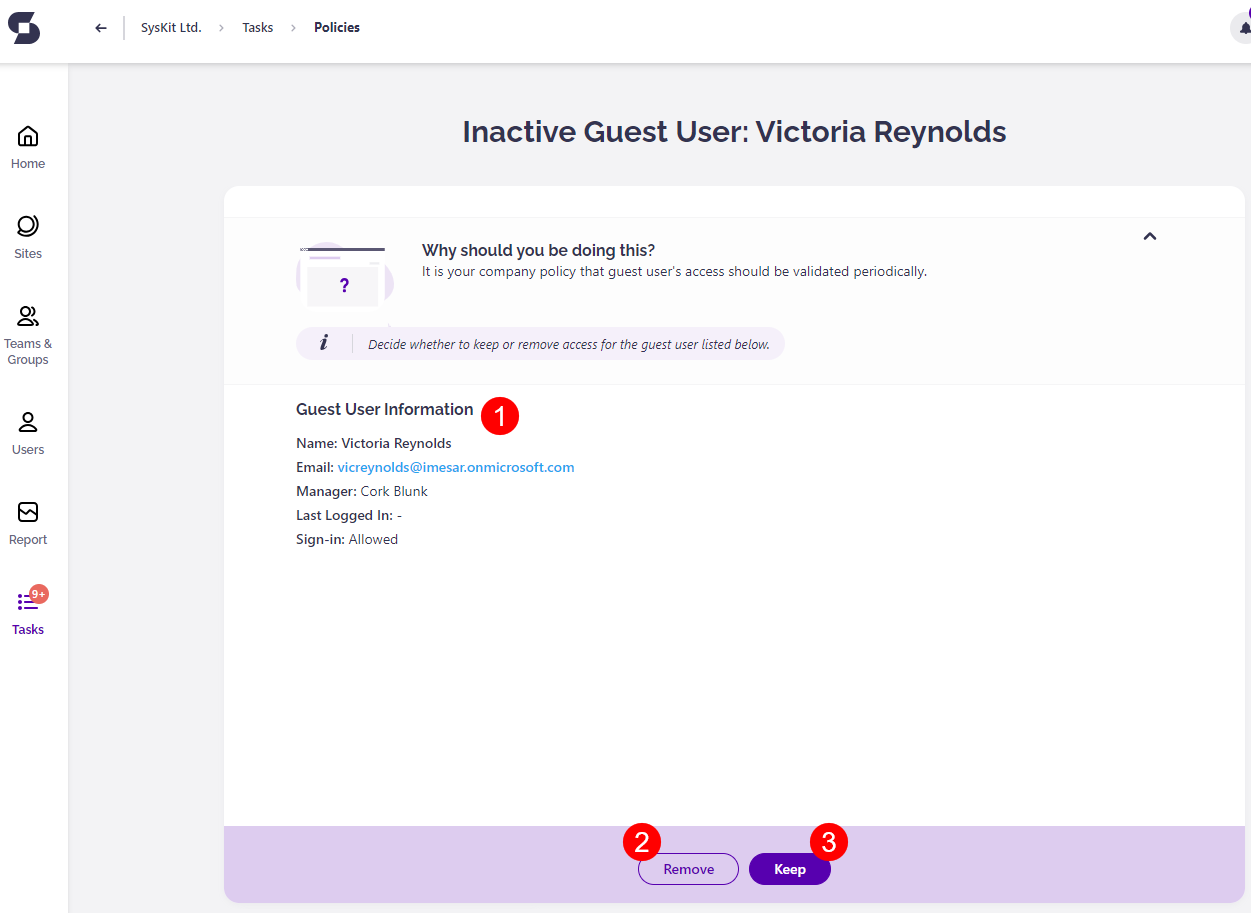 SysKit Ltd. > Tasks > Policies
Home
Sites
Teams &
Groups
Users
Report
9+
Tasks
Inactive Guest User: Victoria Reynolds
?
Why should you be doing this?
It is your company policy that guest user's access should be validated periodically.
i Decide whether to keep or remove access for the guest user listed below.
Guest User Information 1
Name: Victoria Reynolds
Email: vicreynolds@imesar.onmicrosoft.com
Manager: Cork Blunk
Last Logged In: -
Sign-in: Allowed
2 3
Remove Keep